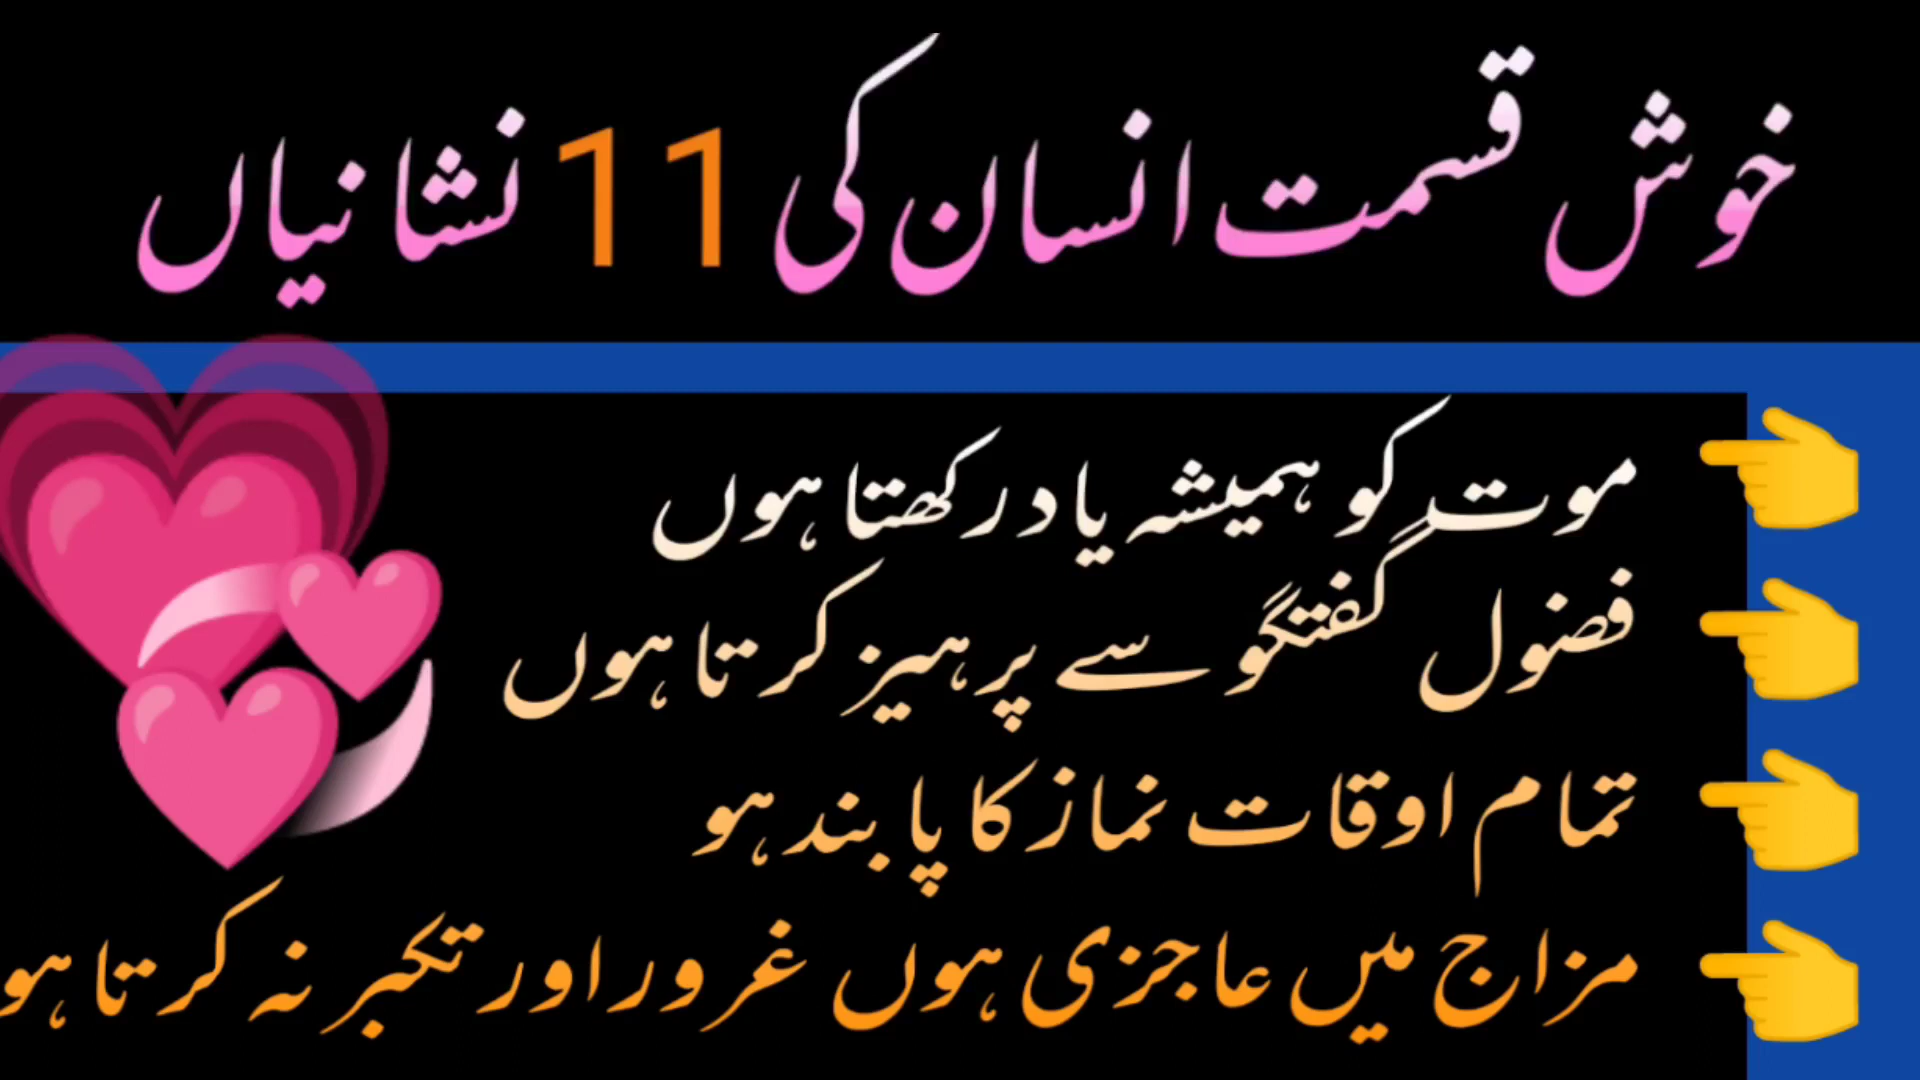 خوش قسمت انسان کی 11 نشانیاں
موت کو ہمیشہ یاد رکھتا ہوں
فضول گفتگو سے پرہیز کرتا ہوں
تمام اوقات نماز کا پابند ہو
مزاج میں عاجزی ہوں غرور اور تکبر نہ کرتا ہو